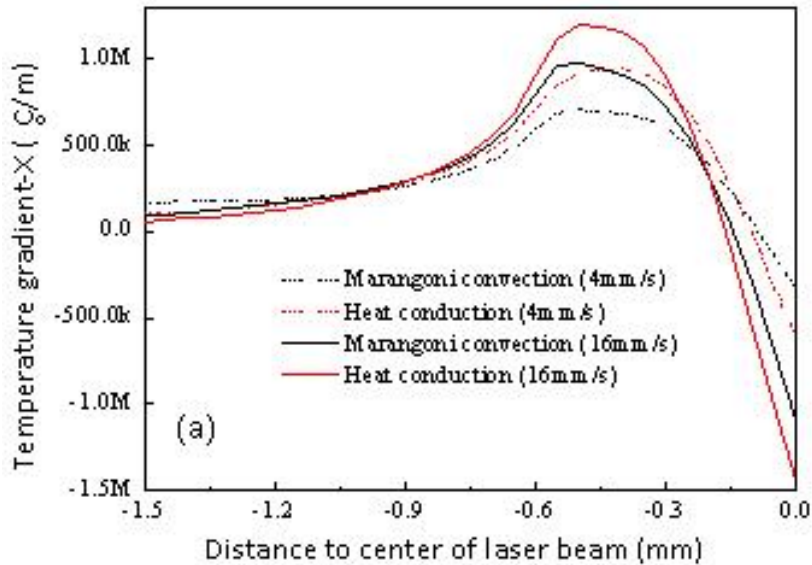 Temperature gradient-X ( °C/m)
1.0M
500.0k
0.0
-500.0k
-1.0M
-1.5M
Marangoni convection (4mm/s)
Heat conduction (4mm/s)
Marangoni convection (16mm/s)
Heat conduction (16mm/s)
(a)
-1.5 -1.2 -0.9 -0.6 -0.3 0.0
Distance to center of laser beam (mm)